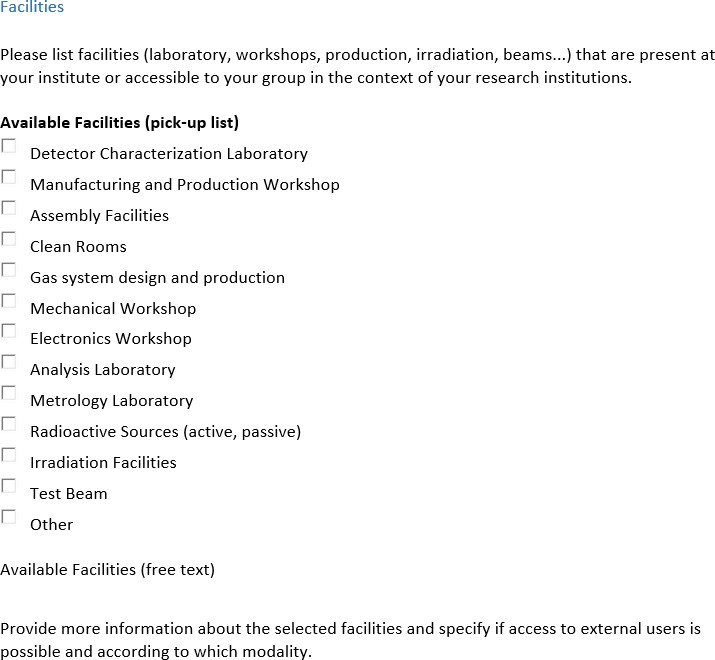 Facilities
Please list facilities (laboratory, workshops, production, irradiation, beams...) that are present at
your institute or accessible to your group in the context of your research institutions.
Available Facilities (pick-up list)
Detector Characterization Laboratory
Manufacturing and Production Workshop
Assembly Facilities
Clean Rooms
Gas system design and production
Mechanical Workshop
Electronics Workshop
Analysis Laboratory
Metrology Laboratory
Radioactive Sources (active, passive)
Irradiation Facilities
Test Beam
Other
Available Facilities (free text)
Provide more information about the selected facilities and specify if access to external users is
possible and according to which modality.